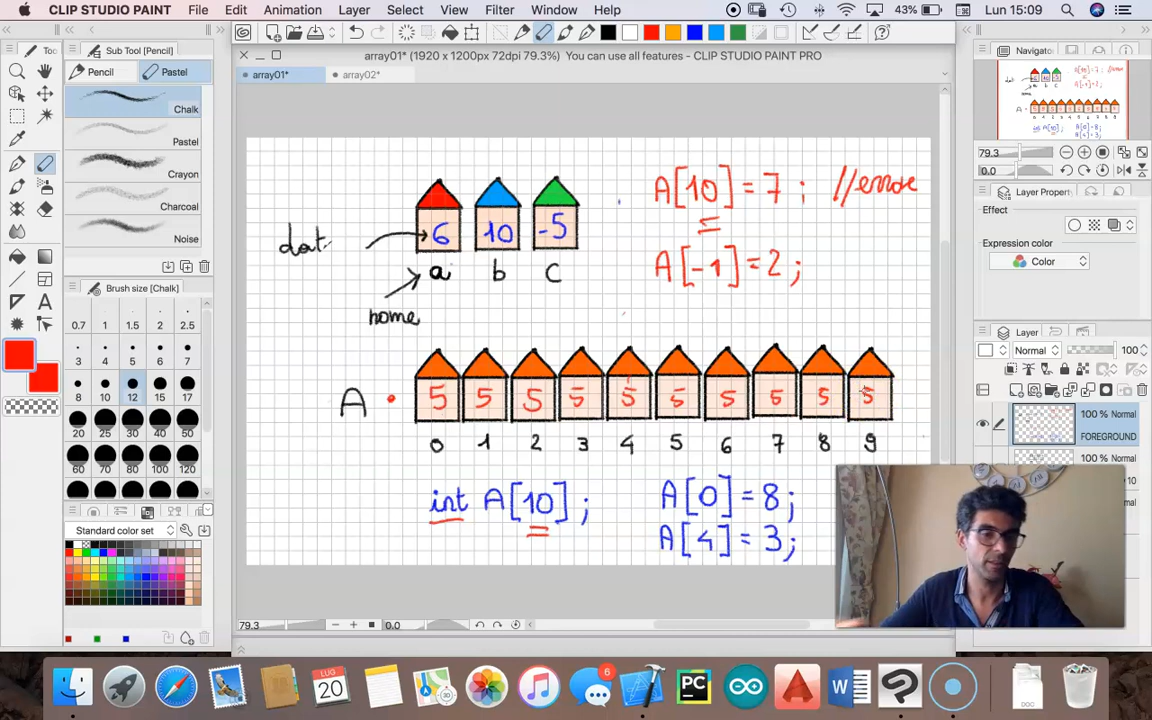 CLIP STUDIO PAINT File Edit Animation Layer Select View Filter Window Help 43% Lun 15:09
array01* (1920 x 1200px 72dpi 79.3%) You can use all features - CLIP STUDIO PAINT PRO
Sub Tool [Pencil]
Pencil Pastel
Chalk
Pastel
Crayon
Charcoal
Noise
Brush size [Chalk]
0.7 1 1.5 2 2.5
3 4 5 6 7
8 10 12 15 17
20 25 30 40 50
60 70 80
Standard color set
array01* array02*
6 10 -5
a b c
dati
nome
A[10] = 7 ; //errore
A[-1] = 2 ;
A
5 5 5 5 5 5 5 5 5 5
0 1 2 3 4 5 6 7 8 9
int A[10] ;
A[0] = 8;
A[4] = 3;
79.3 0.0
Navigator
79.3
0.0
Layer Property
Effect
Expression color
Color
Layer
Normal 100
100 % Normal
FOREGROUND
100 % Normal
LUG
20
6
PC
W